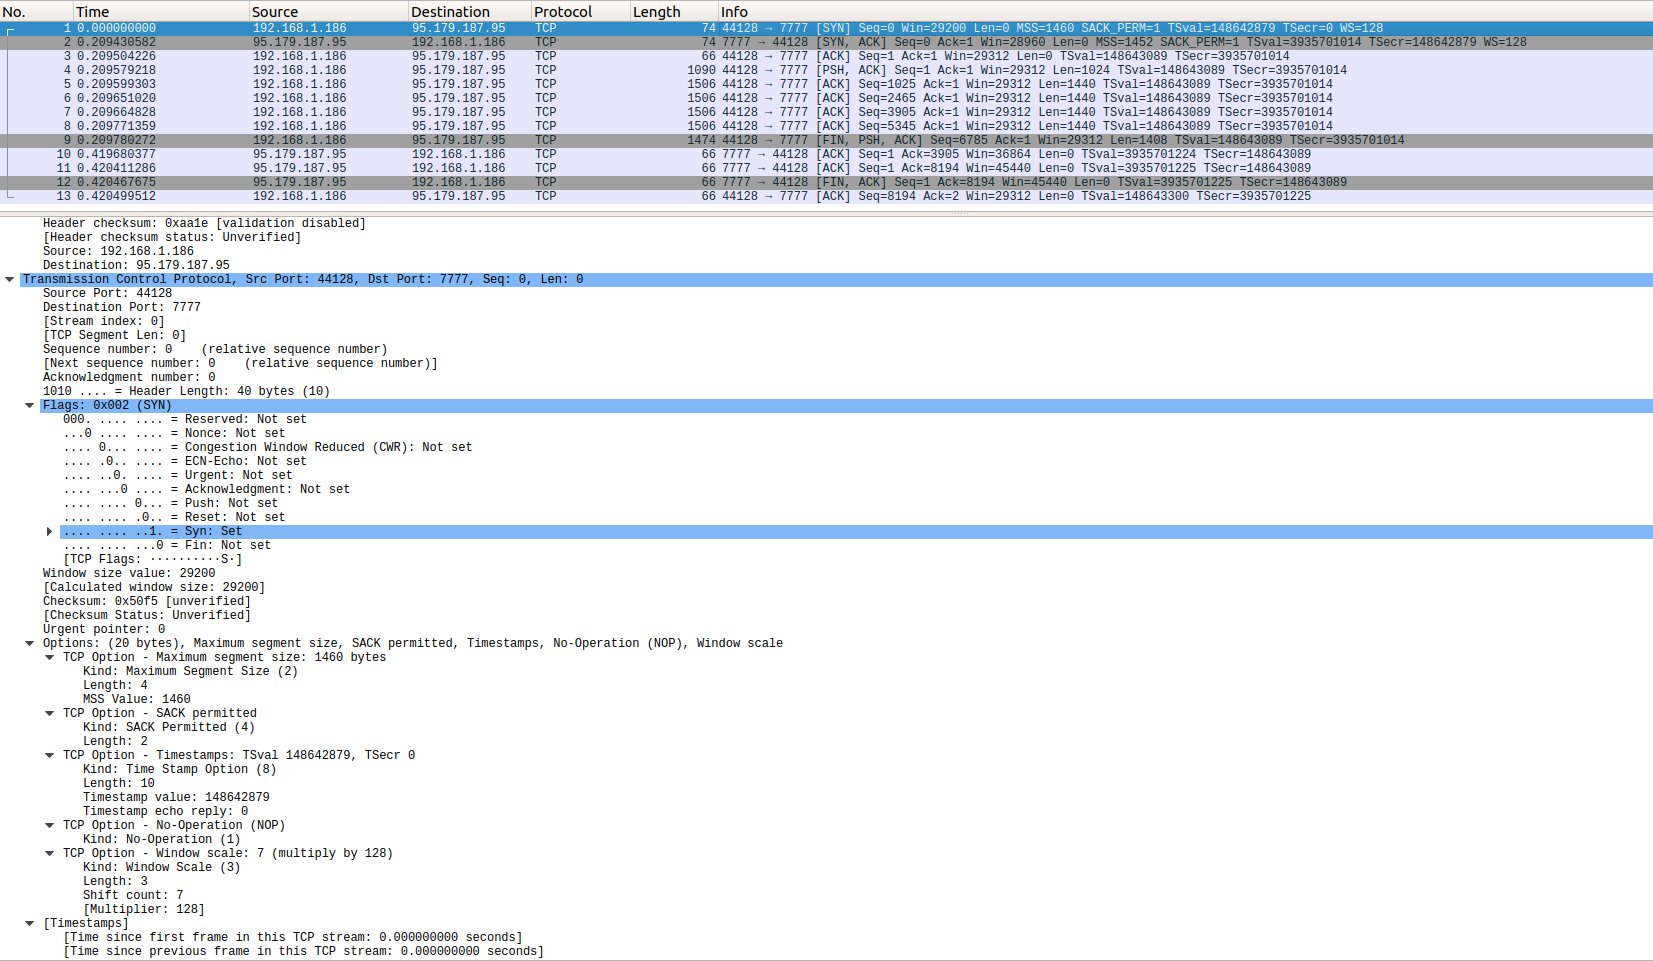 No. Time Source Destination Protocol Length Info
1 0.000000000 192.168.1.186 95.179.187.95 TCP 74 44128 → 7777 [SYN] Seq=0 Win=29200 Len=0 MSS=1460 SACK_PERM=1 TSval=148642879 TSecr=0 WS=128
2 0.209430582 95.179.187.95 192.168.1.186 TCP 74 7777 → 44128 [SYN, ACK] Seq=0 Ack=1 Win=28960 Len=0 MSS=1452 SACK_PERM=1 TSval=3935701014 TSecr=148642879 WS=128
3 0.209504226 192.168.1.186 95.179.187.95 TCP 66 44128 → 7777 [ACK] Seq=1 Ack=1 Win=29312 Len=0 TSval=148643089 TSecr=3935701014
4 0.209579218 192.168.1.186 95.179.187.95 TCP 1090 44128 → 7777 [PSH, ACK] Seq=1 Ack=1 Win=29312 Len=1024 TSval=148643089 TSecr=3935701014
5 0.209599303 192.168.1.186 95.179.187.95 TCP 1506 44128 → 7777 [ACK] Seq=1025 Ack=1 Win=29312 Len=1440 TSval=148643089 TSecr=3935701014
6 0.209651020 192.168.1.186 95.179.187.95 TCP 1506 44128 → 7777 [ACK] Seq=2465 Ack=1 Win=29312 Len=1440 TSval=148643089 TSecr=3935701014
7 0.209664828 192.168.1.186 95.179.187.95 TCP 1506 44128 → 7777 [ACK] Seq=3905 Ack=1 Win=29312 Len=1440 TSval=148643089 TSecr=3935701014
8 0.209771359 192.168.1.186 95.179.187.95 TCP 1506 44128 → 7777 [ACK] Seq=5345 Ack=1 Win=29312 Len=1440 TSval=148643089 TSecr=3935701014
9 0.209780272 192.168.1.186 95.179.187.95 TCP 1474 44128 → 7777 [FIN, PSH, ACK] Seq=6785 Ack=1 Win=29312 Len=1408 TSval=148643089 TSecr=3935701014
10 0.419680377 95.179.187.95 192.168.1.186 TCP 66 7777 → 44128 [ACK] Seq=1 Ack=3905 Win=36864 Len=0 TSval=3935701224 TSecr=148643089
11 0.420411286 95.179.187.95 192.168.1.186 TCP 66 7777 → 44128 [ACK] Seq=1 Ack=8194 Win=45440 Len=0 TSval=3935701225 TSecr=148643089
12 0.420467675 95.179.187.95 192.168.1.186 TCP 66 7777 → 44128 [FIN, ACK] Seq=1 Ack=8194 Win=45440 Len=0 TSval=3935701225 TSecr=148643089
13 0.420499512 192.168.1.186 95.179.187.95 TCP 66 44128 → 7777 [ACK] Seq=8194 Ack=2 Win=29312 Len=0 TSval=148643300 TSecr=3935701225
Header checksum: 0xaa1e [validation disabled]
[Header checksum status: Unverified]
Source: 192.168.1.186
Destination: 95.179.187.95
Transmission Control Protocol, Src Port: 44128, Dst Port: 7777, Seq: 0, Len: 0
Source Port: 44128
Destination Port: 7777
[Stream index: 0]
[TCP Segment Len: 0]
Sequence number: 0    (relative sequence number)
[Next sequence number: 0    (relative sequence number)]
Acknowledgment number: 0
1010 .... = Header Length: 40 bytes (10)
Flags: 0x002 (SYN)
000. .... .... = Reserved: Not set
...0 .... .... = Nonce: Not set
.... 0... .... = Congestion Window Reduced (CWR): Not set
.... .0.. .... = ECN-Echo: Not set
.... ..0. .... = Urgent: Not set
.... ...0 .... = Acknowledgment: Not set
.... .... 0... = Push: Not set
.... .... .0.. = Reset: Not set
.... .... ..1. = Syn: Set
.... .... ...0 = Fin: Not set
[TCP Flags: ··········S·]
Window size value: 29200
[Calculated window size: 29200]
Checksum: 0x50f5 [unverified]
[Checksum Status: Unverified]
Urgent pointer: 0
Options: (20 bytes), Maximum segment size, SACK permitted, Timestamps, No-Operation (NOP), Window scale
TCP Option - Maximum segment size: 1460 bytes
Kind: Maximum Segment Size (2)
Length: 4
MSS Value: 1460
TCP Option - SACK permitted
Kind: SACK Permitted (4)
Length: 2
TCP Option - Timestamps: TSval 148642879, TSecr 0
Kind: Time Stamp Option (8)
Length: 10
Timestamp value: 148642879
Timestamp echo reply: 0
TCP Option - No-Operation (NOP)
Kind: No-Operation (1)
TCP Option - Window scale: 7 (multiply by 128)
Kind: Window Scale (3)
Length: 3
Shift count: 7
[Multiplier: 128]
[Timestamps]
[Time since first frame in this TCP stream: 0.000000000 seconds]
[Time since previous frame in this TCP stream: 0.000000000 seconds]